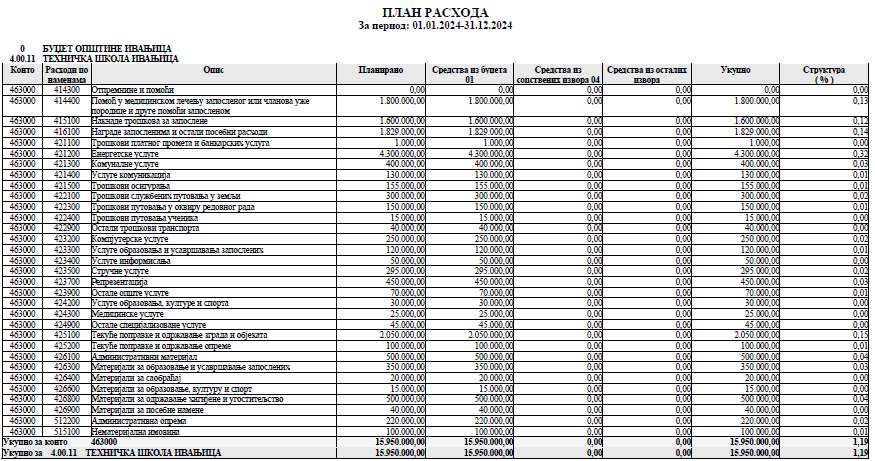 ПЛАН РАСХОДА
За период: 01.01.2024-31.12.2024
0 БУЏЕТ ОПШТИНЕ ИВАЊИЦА
4.00.11 ТЕХНИЧКА ШКОЛА ИВАЊИЦА
Конто Расходи по наменама Опис Планирано Средства из буџета 01 Средства из сопствених извора 04 Средства из осталих извора Укупно Структура ( % )
463000 414300 Отпремнине и помоћи 0,00 0,00 0,00 0,00 0,00 0,00
463000 414400 Помоћ у медицинском лечењу запосленог или чланова уже 1.800.000,00 1.800.000,00 0,00 0,00 1.800.000,00 0,13
породице и друге помоћи запосленом
463000 415100 Накнаде трошкова за запослене 1.600.000,00 1.600.000,00 0,00 0,00 1.600.000,00 0,12
463000 416100 Награде запосленима и остали посебни расходи 1.829.000,00 1.829.000,00 0,00 0,00 1.829.000,00 0,14
463000 421100 Трошкови платног промета и банкарских услуга 1.000,00 1.000,00 0,00 0,00 1.000,00 0,00
463000 421200 Енергетске услуге 4.300.000,00 4.300.000,00 0,00 0,00 4.300.000,00 0,32
463000 421300 Комуналне услуге 400.000,00 400.000,00 0,00 0,00 400.000,00 0,03
463000 421400 Услуге комуникација 130.000,00 130.000,00 0,00 0,00 130.000,00 0,01
463000 421500 Трошкови осигурања 155.000,00 155.000,00 0,00 0,00 155.000,00 0,01
463000 422100 Трошкови службених путовања у земљи 300.000,00 300.000,00 0,00 0,00 300.000,00 0,02
463000 422300 Трошкови путовања у оквиру редовног рада 150.000,00 150.000,00 0,00 0,00 150.000,00 0,01
463000 422400 Трошкови путовања ученика 15.000,00 15.000,00 0,00 0,00 15.000,00 0,00
463000 422900 Остали трошкови транспорта 40.000,00 40.000,00 0,00 0,00 40.000,00 0,00
463000 423200 Компјутерске услуге 250.000,00 250.000,00 0,00 0,00 250.000,00 0,02
463000 423300 Услуге образовања и усавршавања запослених 120.000,00 120.000,00 0,00 0,00 120.000,00 0,01
463000 423400 Услуге информисања 50.000,00 50.000,00 0,00 0,00 50.000,00 0,00
463000 423500 Стручне услуге 295.000,00 295.000,00 0,00 0,00 295.000,00 0,02
463000 423700 Репрезентација 450.000,00 450.000,00 0,00 0,00 450.000,00 0,03
463000 423900 Остале опште услуге 70.000,00 70.000,00 0,00 0,00 70.000,00 0,01
463000 424200 Услуге образовања, културе и спорта 30.000,00 30.000,00 0,00 0,00 30.000,00 0,00
463000 424300 Медицинске услуге 25.000,00 25.000,00 0,00 0,00 25.000,00 0,00
463000 424900 Остале специјализоване услуге 45.000,00 45.000,00 0,00 0,00 45.000,00 0,00
463000 425100 Текуће поправке и одржавање зграда и објеката 2.050.000,00 2.050.000,00 0,00 0,00 2.050.000,00 0,15
463000 425200 Текуће поправке и одржавање опреме 100.000,00 100.000,00 0,00 0,00 100.000,00 0,01
463000 426100 Административни материјал 500.000,00 500.000,00 0,00 0,00 500.000,00 0,04
463000 426300 Материјали за образовање и усавршавање запослених 350.000,00 350.000,00 0,00 0,00 350.000,00 0,03
463000 426400 Материјали за саобраћај 20.000,00 20.000,00 0,00 0,00 20.000,00 0,00
463000 426600 Материјали за образовање, културу и спорт 15.000,00 15.000,00 0,00 0,00 15.000,00 0,00
463000 426800 Материјали за одржавање хигијене и угоститељство 500.000,00 500.000,00 0,00 0,00 500.000,00 0,04
463000 426900 Материјали за посебне намене 40.000,00 40.000,00 0,00 0,00 40.000,00 0,00
463000 512200 Административна опрема 220.000,00 220.000,00 0,00 0,00 220.000,00 0,02
463000 515100 Нематеријална имовина 100.000,00 100.000,00 0,00 0,00 100.000,00 0,01
Укупно за конто 463000 15.950.000,00 15.950.000,00 0,00 0,00 15.950.000,00 1,19
Укупно за 4.00.11 ТЕХНИЧКА ШКОЛА ИВАЊИЦА 15.950.000,00 15.950.000,00 0,00 0,00 15.950.000,00 1,19